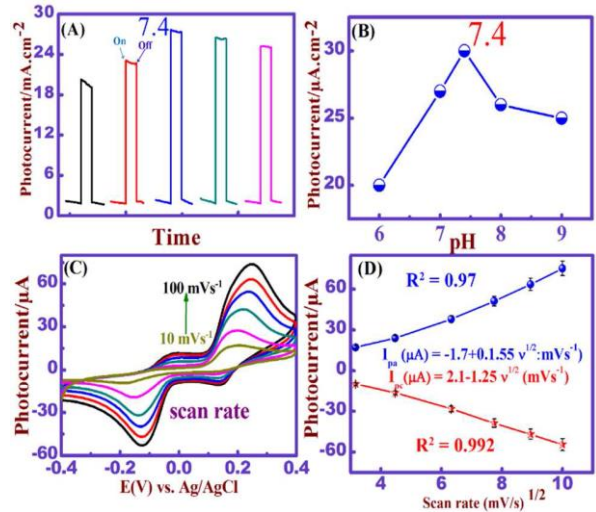 (A)
7.4
On
Off
30
24
18
12
6
0
Photocurrent/mA.cm-2
Time
(B)
7.4
30
25
20
6
7
8
9
Photocurrent/µA.cm-2
pH
(C)
100 mVs-1
10 mVs-1
scan rate
60
30
0
-30
-60
-0.4
-0.2
0.0
0.2
0.4
Photocurrent/µA
E(V) vs. Ag/AgCl
(D)
R2 = 0.97
Ipa (µA) = -1.7+0.1.55 ν1/2:mVs-1)
Ipc (µA) = 2.1-1.25 ν1/2 (mVs-1)
R2 = 0.992
60
30
0
-30
-60
4
6
8
10
Photocurrent/µA
Scan rate (mV/s) 1/2